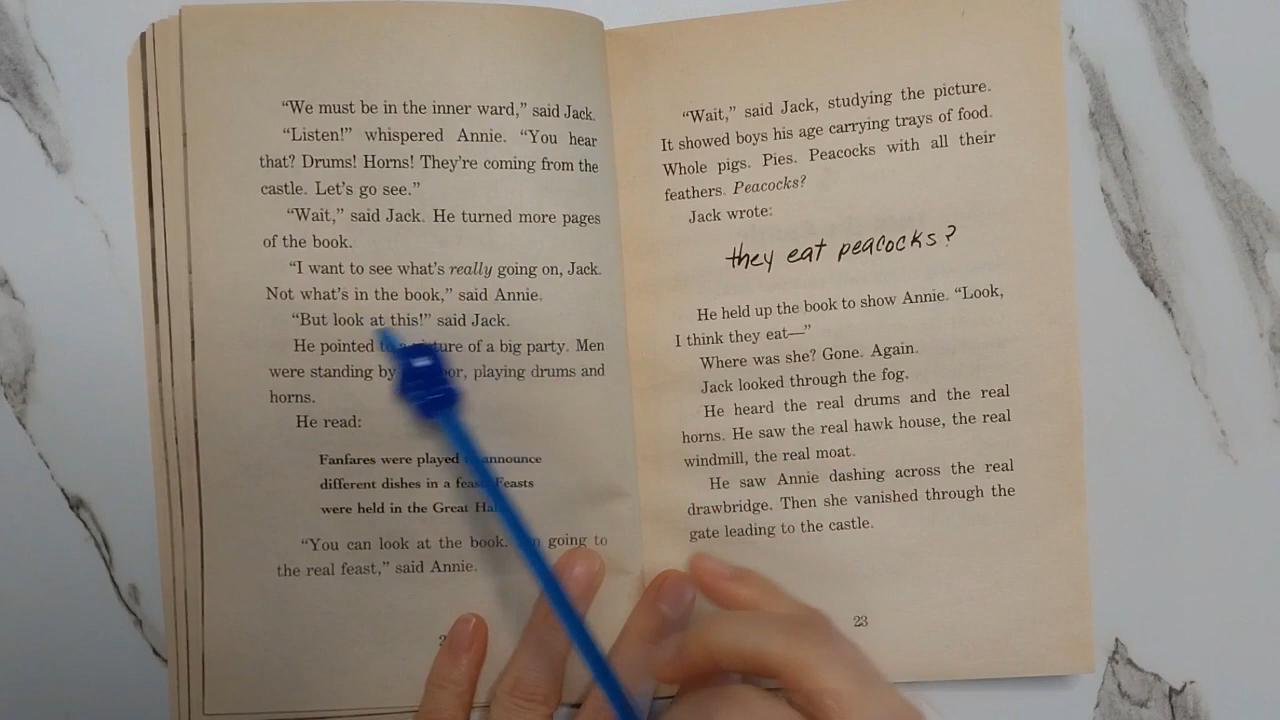 “We must be in the inner ward,” said Jack.
“Listen!” whispered Annie. “You hear
that? Drums! Horns! They’re coming from the
castle. Let’s go see.”
“Wait,” said Jack. He turned more pages
of the book.
“I want to see what’s really going on, Jack.
Not what’s in the book,” said Annie.
“But look at this!” said Jack.
He pointed to a picture of a big party. Men
were standing by door, playing drums and
horns.
He read:
Fanfares were played to announce
different dishes in a feast. Feasts
were held in the Great Hall.
“You can look at the book. I’m going to
the real feast,” said Annie.
“Wait,” said Jack, studying the picture.
It showed boys his age carrying trays of food.
Whole pigs. Pies. Peacocks with all their
feathers. Peacocks?
Jack wrote:
they eat peacocks?
He held up the book to show Annie. “Look,
I think they eat—”
Where was she? Gone. Again.
Jack looked through the fog.
He heard the real drums and the real
horns. He saw the real hawk house, the real
windmill, the real moat.
He saw Annie dashing across the real
drawbridge. Then she vanished through the
gate leading to the castle.
23